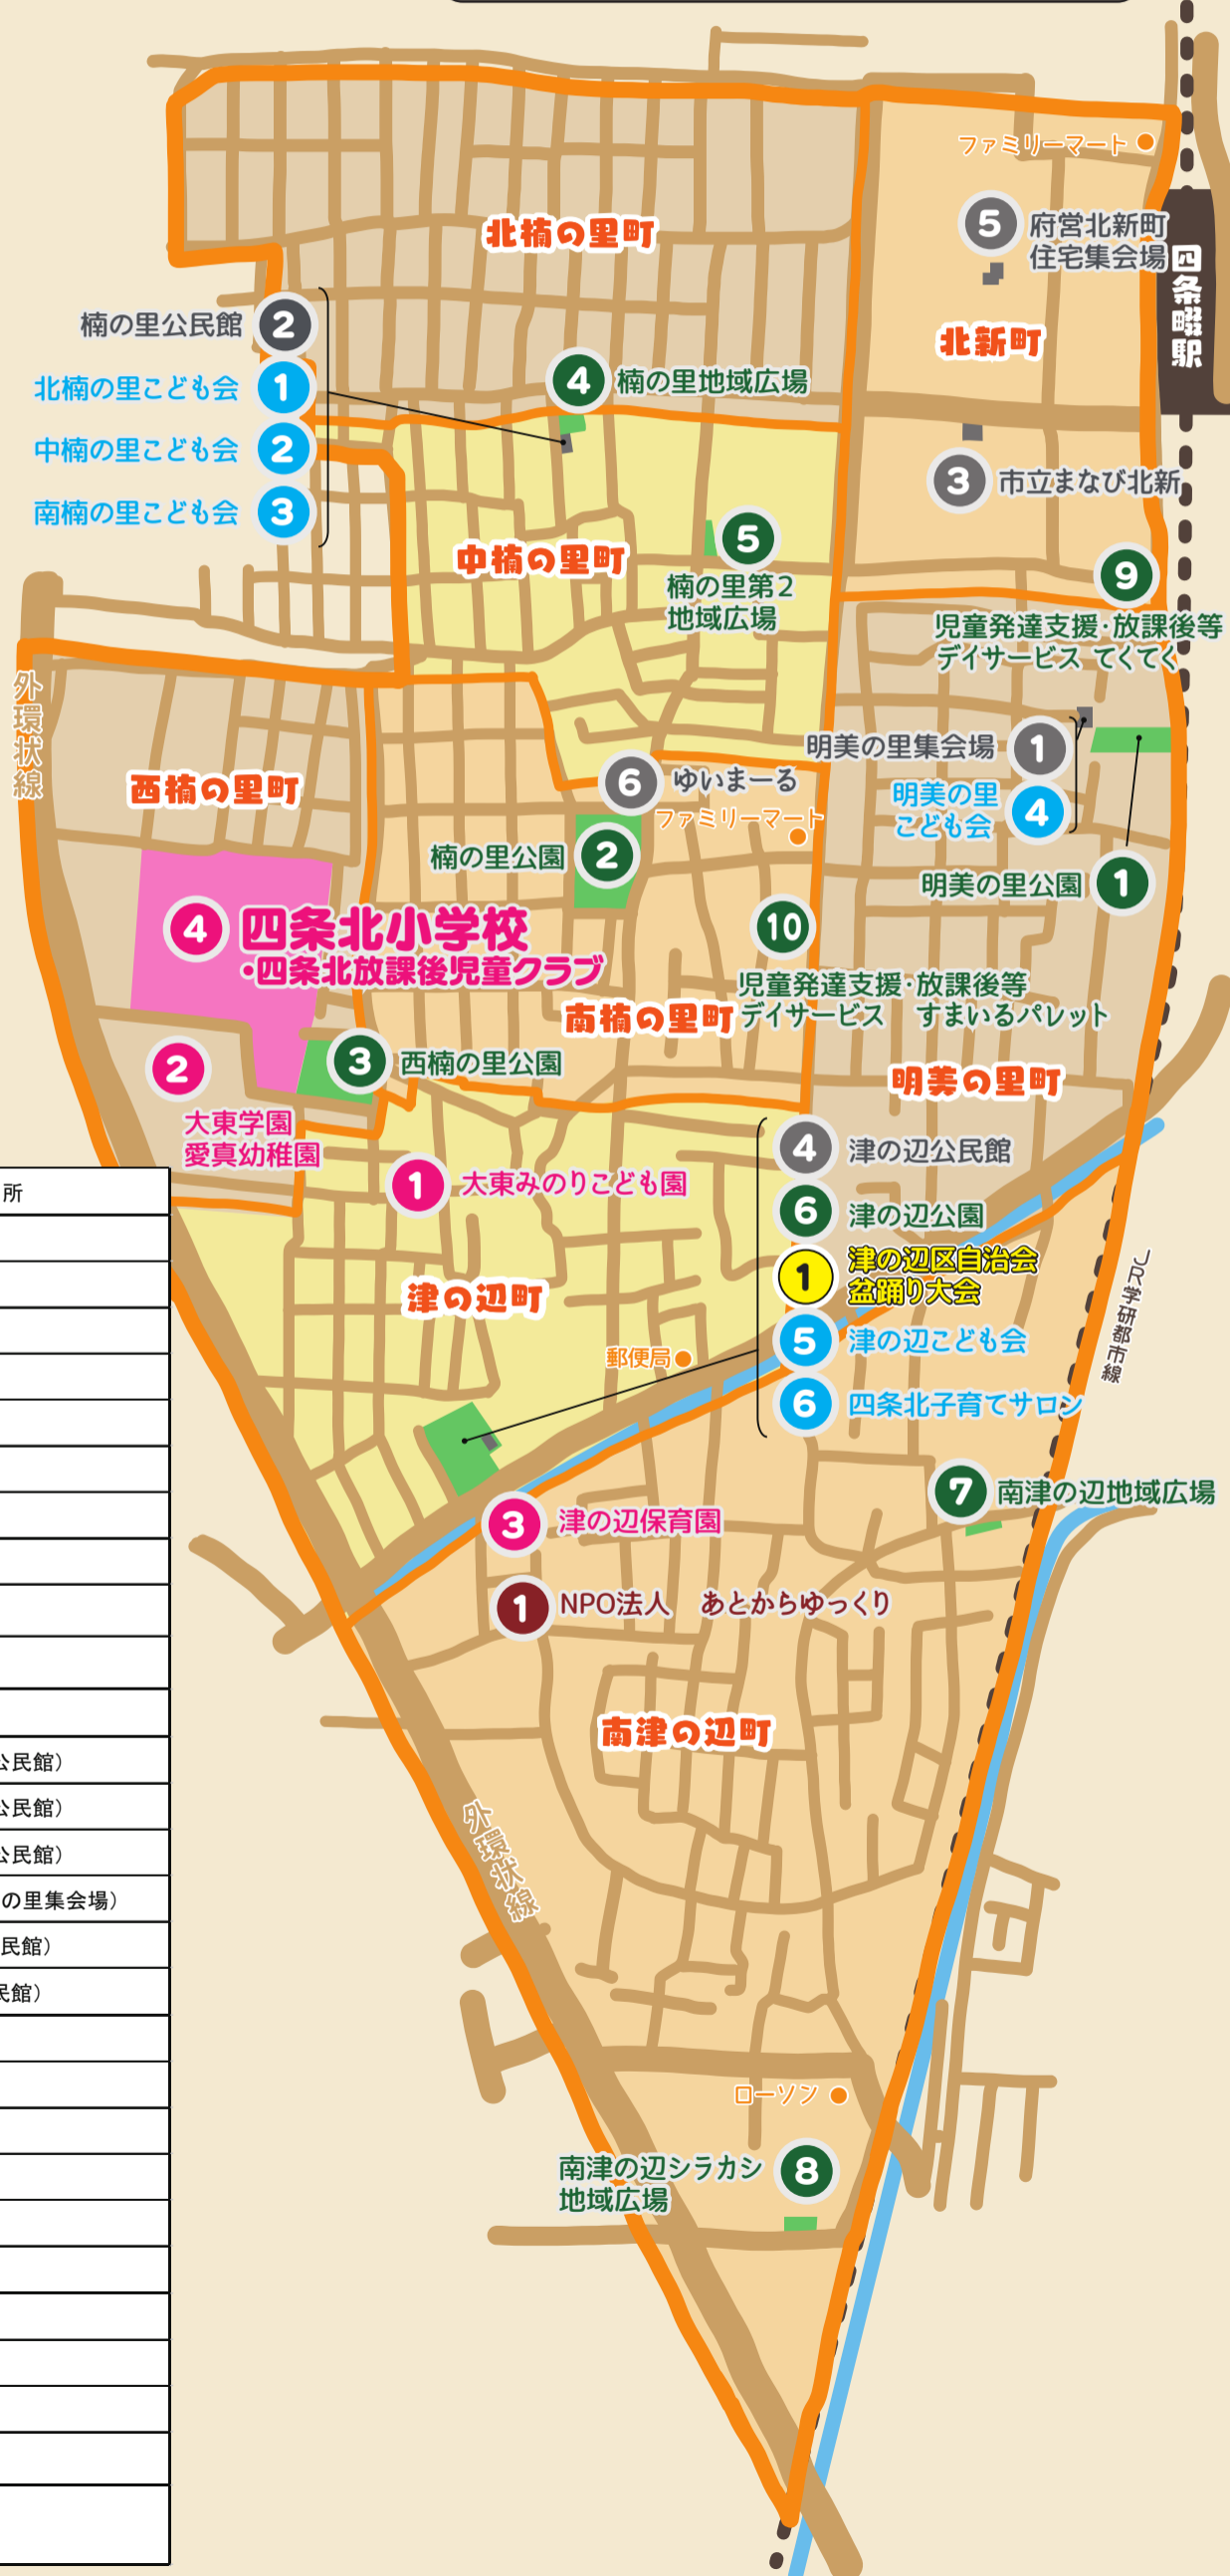 ファミリーマート
5
府営北新町
住宅集会場
四条畷駅
北楠の里町
北新町
楠の里公民館
2
北楠の里こども会
1
中楠の里こども会
2
南楠の里こども会
3
4
楠の里地域広場
3
市立まなび北新
中楠の里町
5
楠の里第2
地域広場
9
児童発達支援・放課後等
デイサービス てくてく
外環状線
明美の里集会場
1
明美の里
こども会
4
西楠の里町
6
ゆいまーる
ファミリーマート
楠の里公園
2
明美の里公園
1
4
四条北小学校
・四条北放課後児童クラブ
10
児童発達支援・放課後等
デイサービス すまいるパレット
南楠の里町
3
西楠の里公園
2
大東学園
愛真幼稚園
明美の里町
1
大東みのりこども園
4
津の辺公民館
6
津の辺公園
1
津の辺区自治会
盆踊り大会
5
津の辺こども会
6
四条北子育てサロン
津の辺町
郵便局
JR学研都市線
7
南津の辺地域広場
3
津の辺保育園
1
NPO法人 あとからゆっくり
南津の辺町
外環状線
ローソン
南津の辺シラカシ
地域広場
8
所
公民館）
公民館）
公民館）
の里集会場）
民館）
民館）